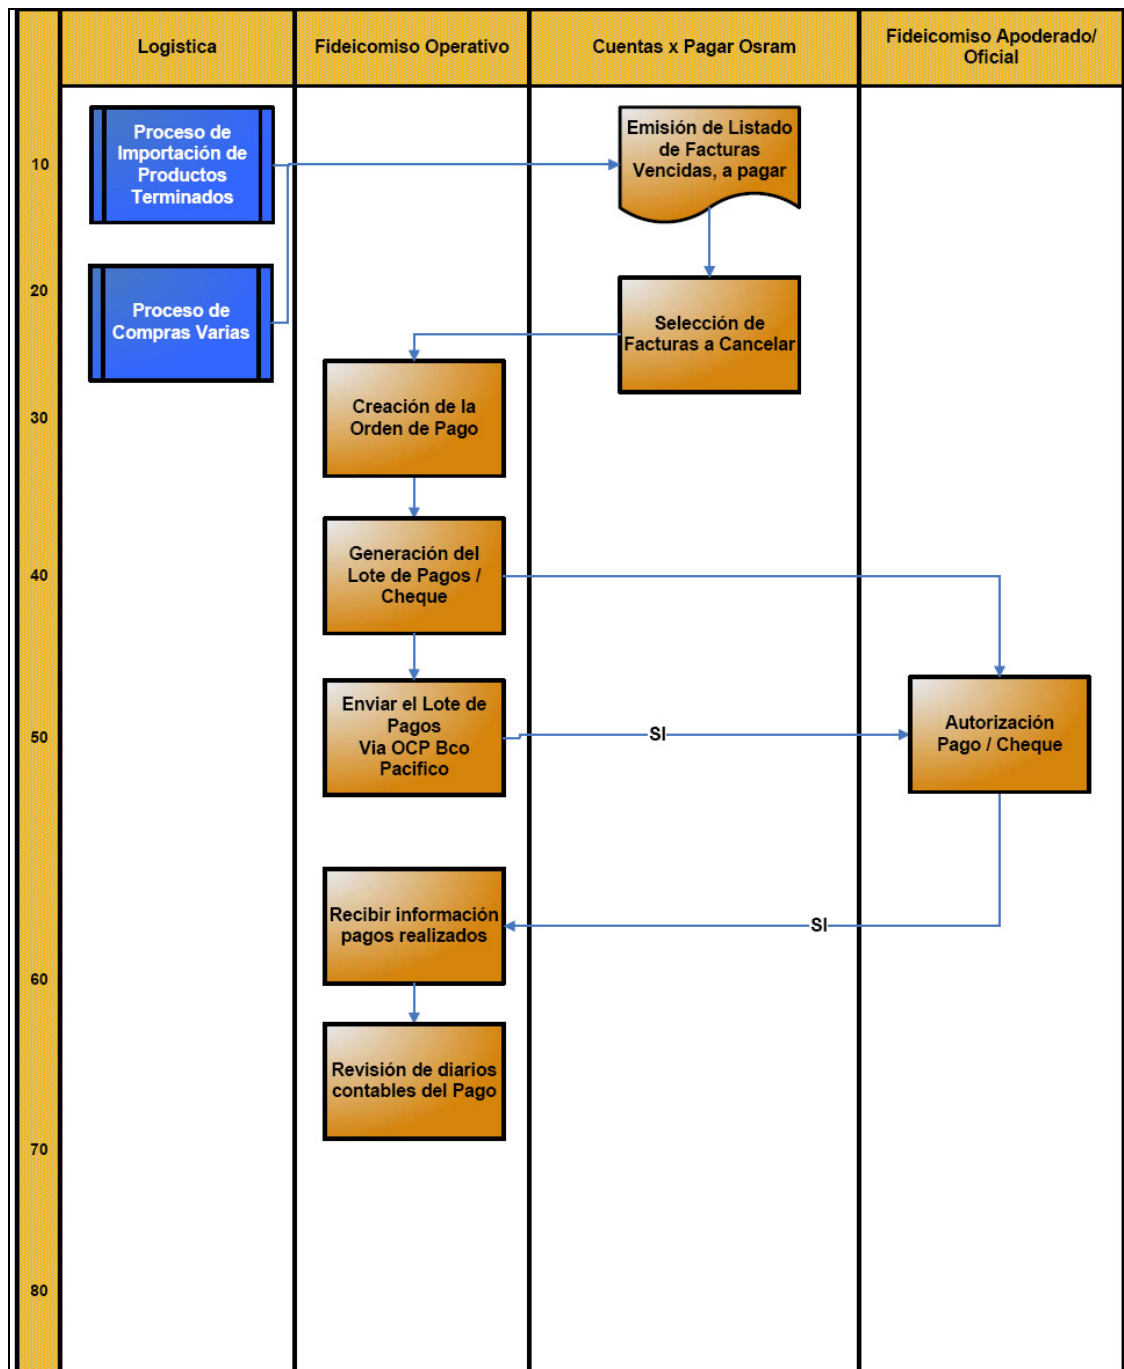 Logistica
Fideicomiso Operativo
Cuentas x Pagar Osram
Fideicomiso Apoderado/
Oficial
10
Proceso de
Importación de
Productos
Terminados
Emisión de Listado
de Facturas
Vencidas, a pagar
20
Proceso de
Compras Varias
Selección de
Facturas a Cancelar
30
Creación de la
Orden de Pago
40
Generación del
Lote de Pagos /
Cheque
50
Enviar el Lote de
Pagos
Via OCP Bco
Pacifico
SI
Autorización
Pago / Cheque
Recibir información
pagos realizados
SI
60
Revisión de diarios
contables del Pago
70
80